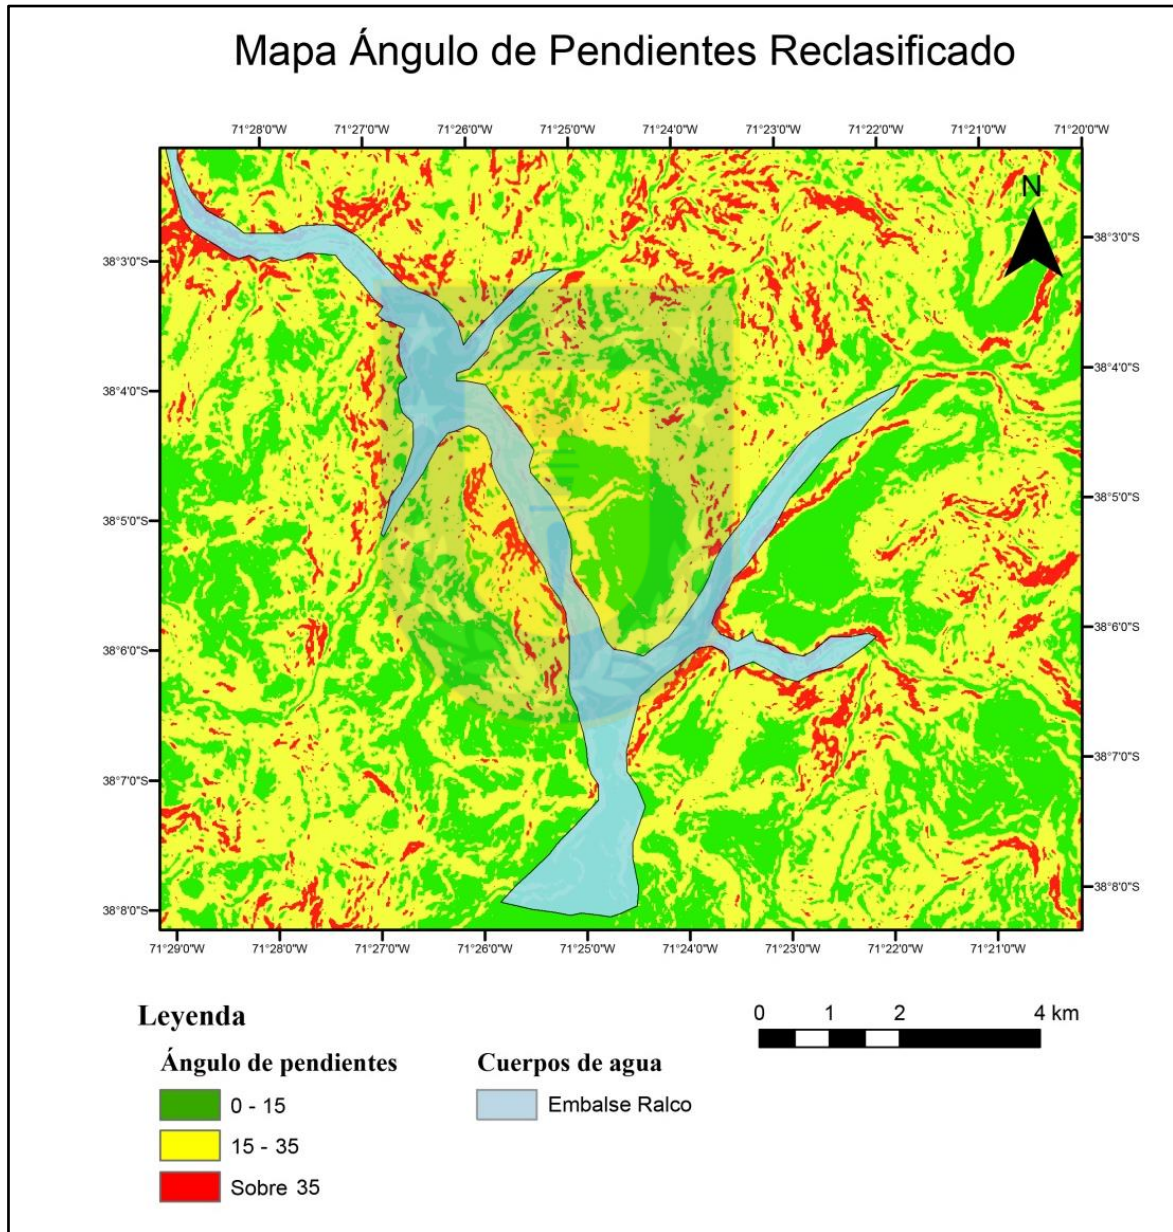 Mapa Ángulo de Pendientes Reclasificado
71°28'0"W 71°27'0"W 71°26'0"W 71°25'0"W 71°24'0"W 71°23'0"W 71°22'0"W 71°21'0"W 71°20'0"W
N
38°3'0"S 38°3'0"S
38°4'0"S 38°4'0"S
38°5'0"S 38°5'0"S
38°6'0"S 38°6'0"S
38°7'0"S 38°7'0"S
38°8'0"S 38°8'0"S
71°29'0"W 71°28'0"W 71°27'0"W 71°26'0"W 71°25'0"W 71°24'0"W 71°23'0"W 71°22'0"W 71°21'0"W
Leyenda
0 1 2 4 km
Ángulo de pendientes
Cuerpos de agua
0 - 15
Embalse Ralco
15 - 35
Sobre 35